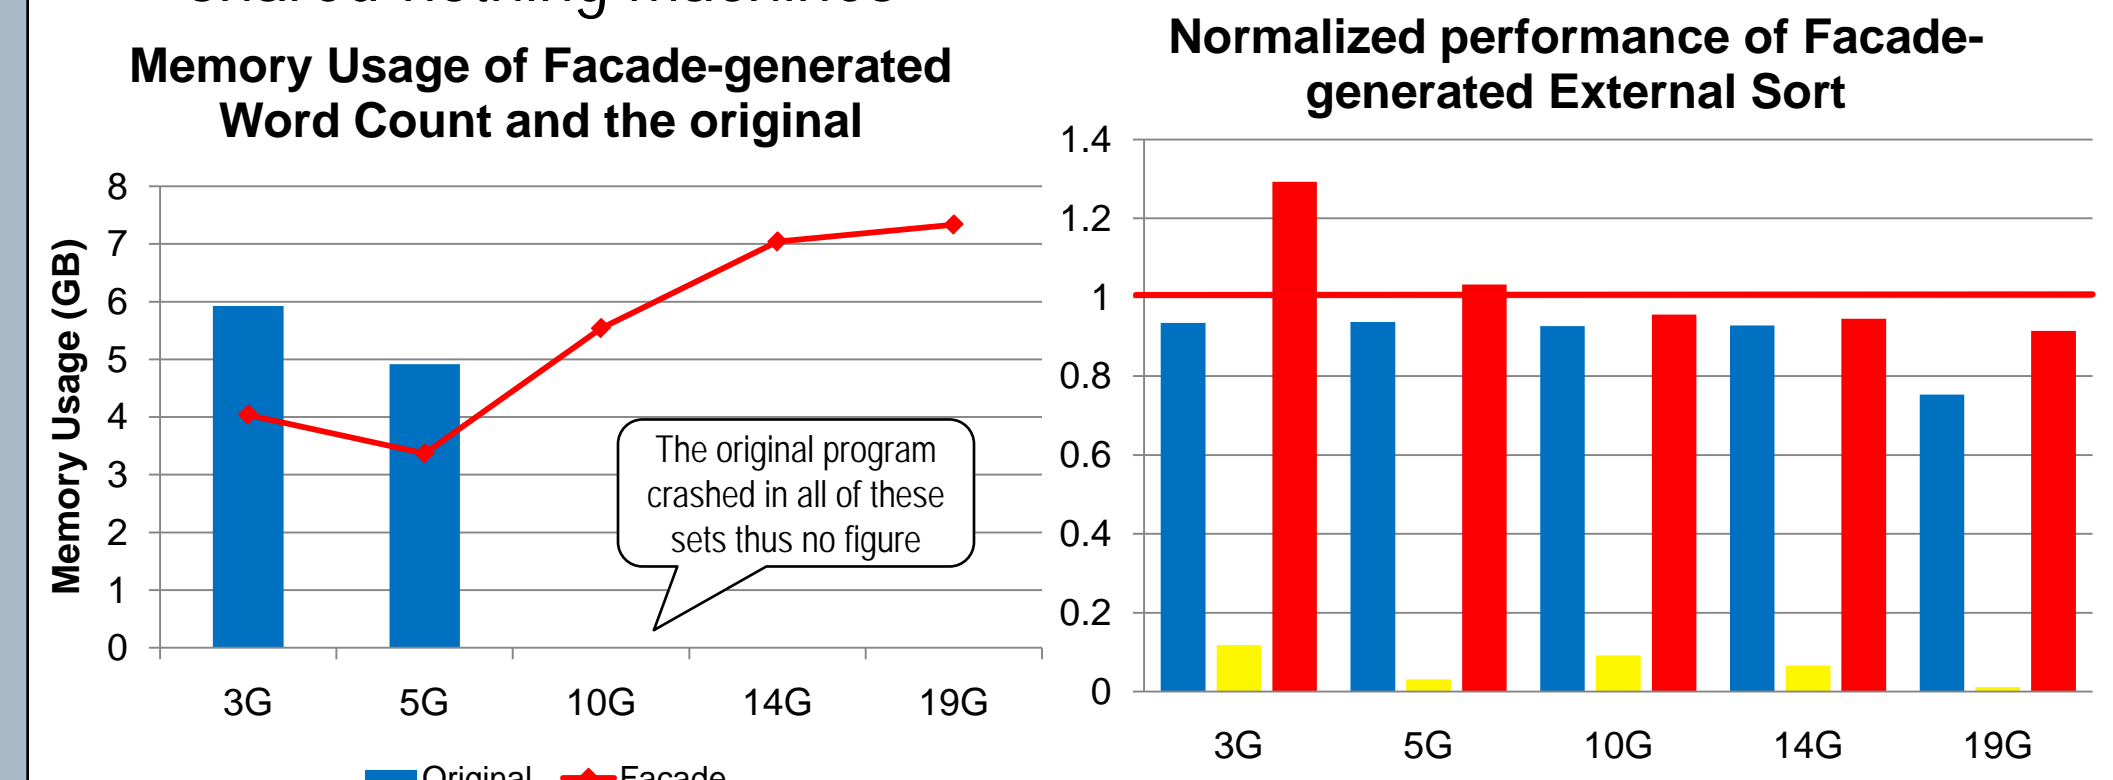 shared-nothing machines
Memory Usage of Facade-generated
Word Count and the original
Memory Usage (GB)
8
7
6
5
4
3
2
1
0
The original program
crashed in all of these
sets thus no figure
3G 5G 10G 14G 19G
Original Facade
Normalized performance of Facade-
generated External Sort
1.4
1.2
1
0.8
0.6
0.4
0.2
0
3G 5G 10G 14G 19G